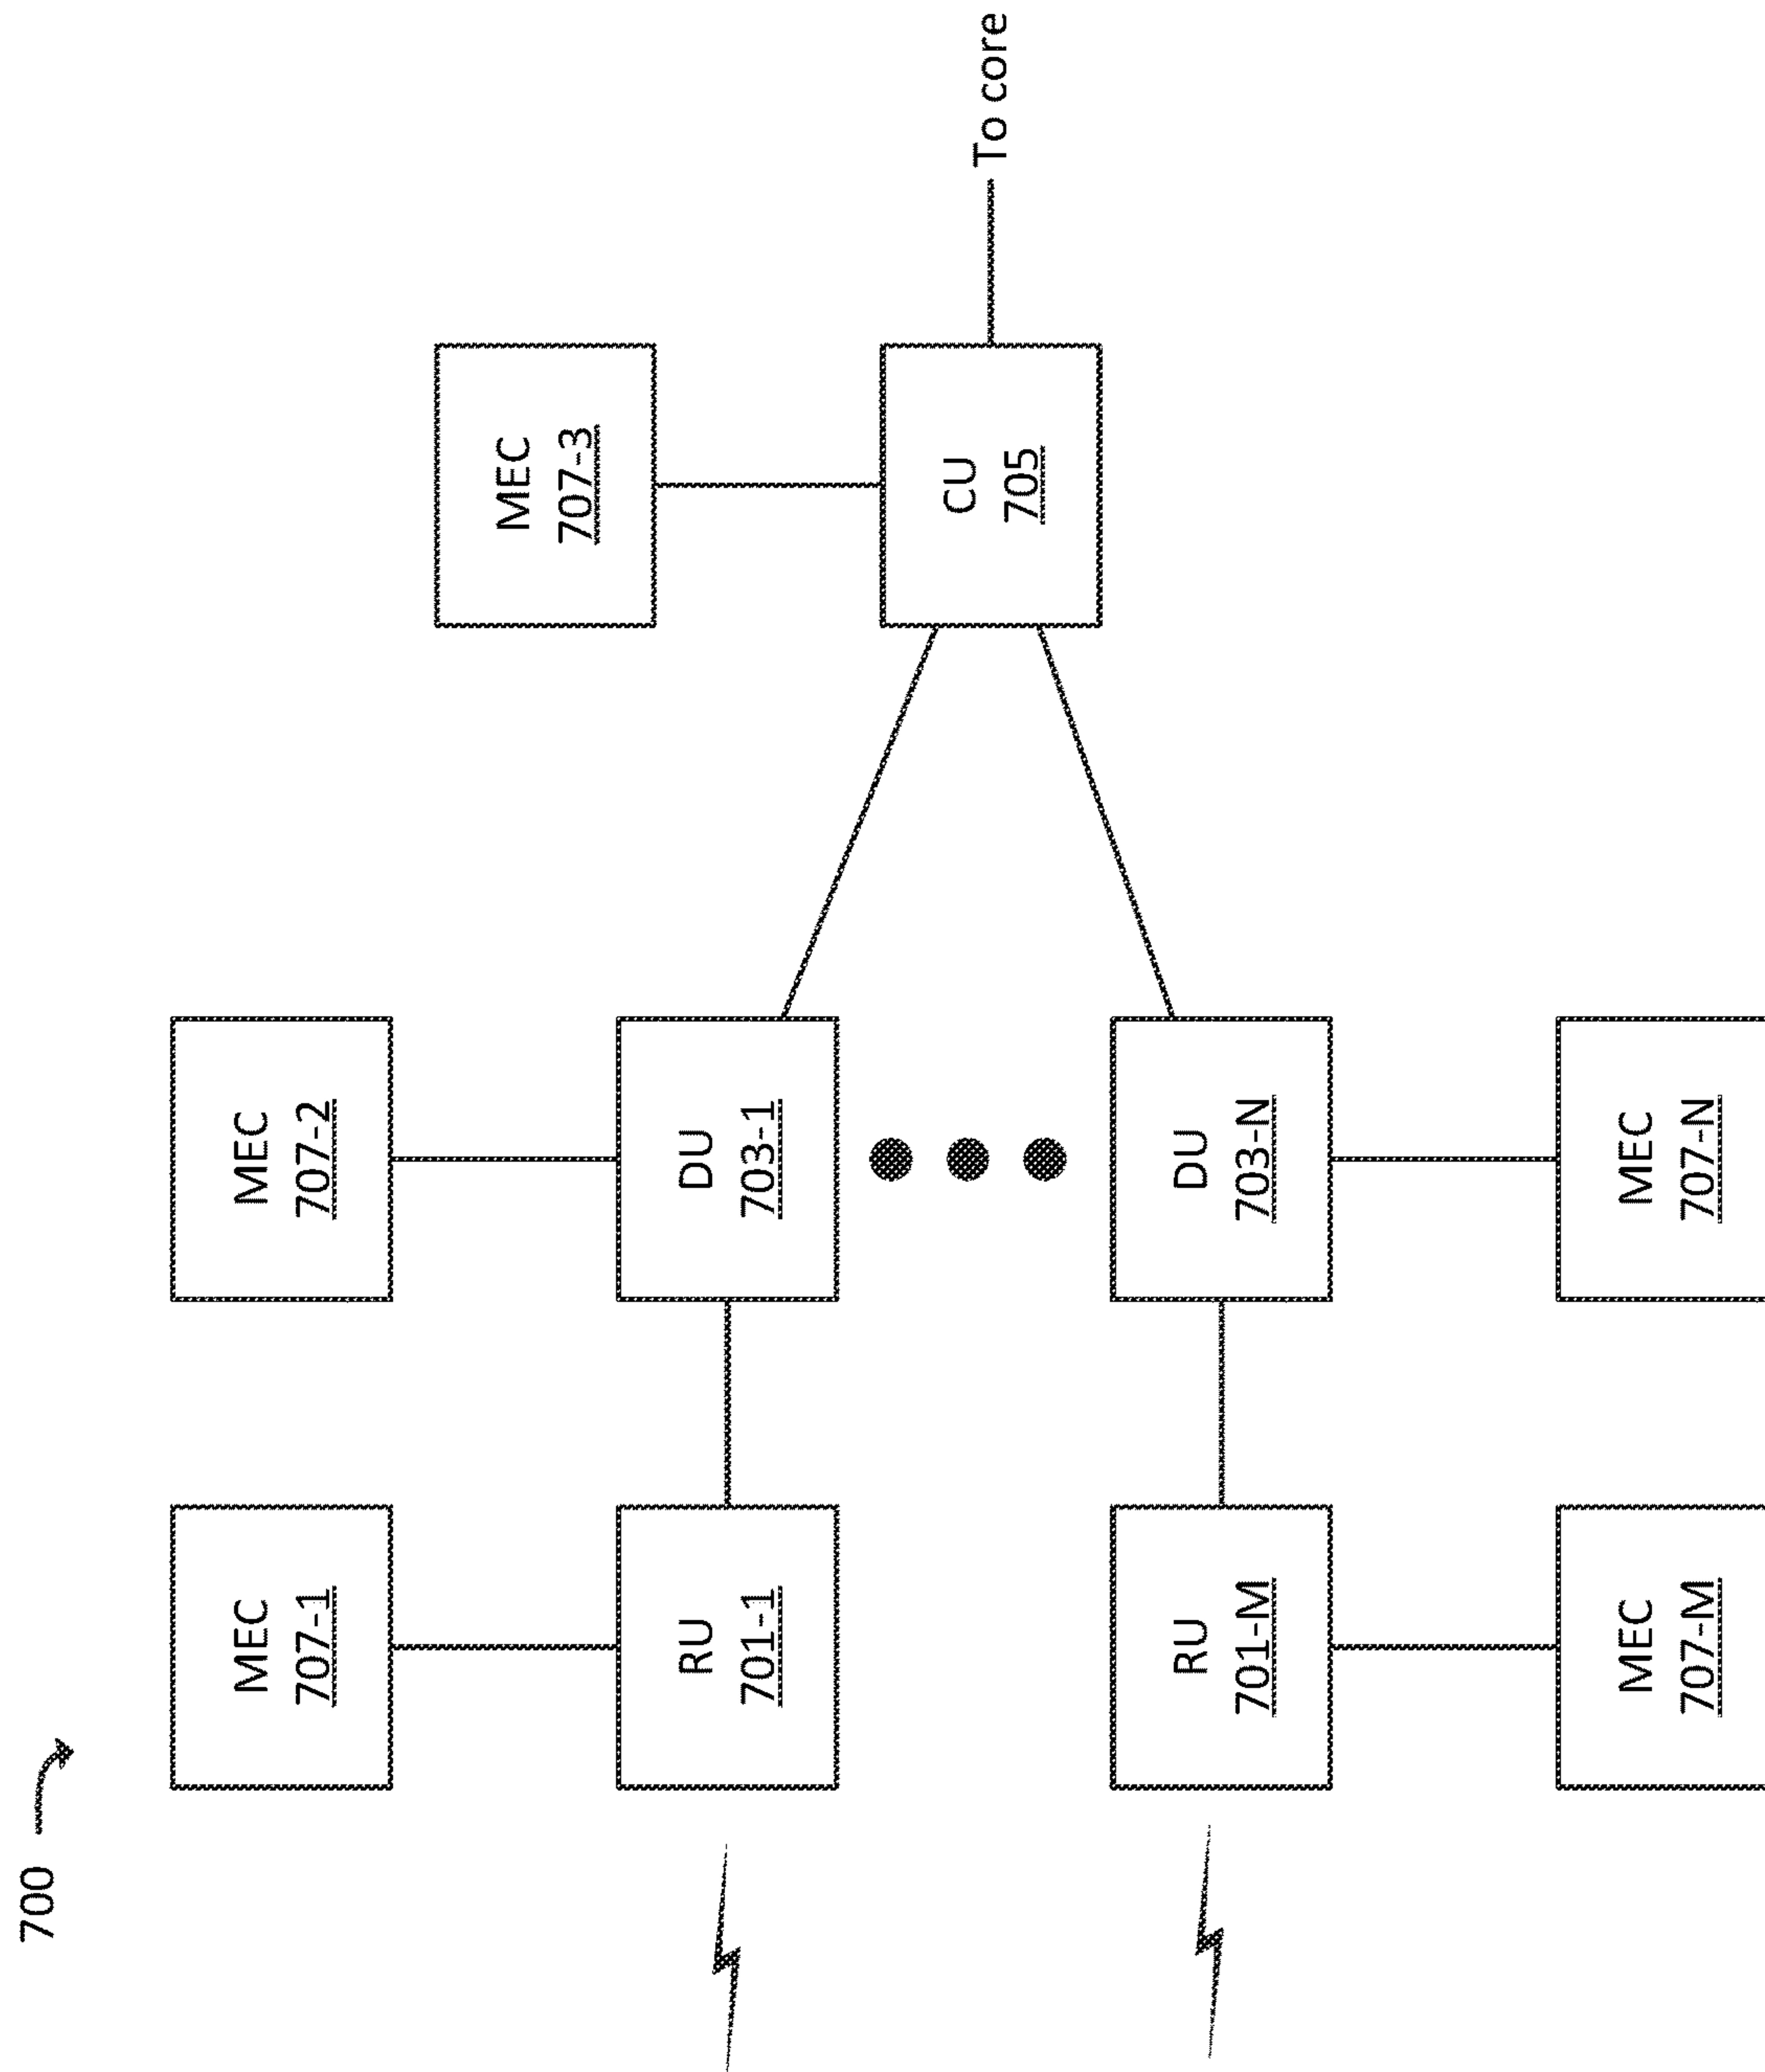 700
MEC
707-1
MEC
707-2
MEC
707-3
RU
701-1
DU
703-1
CU
705
To core
RU
701-M
DU
703-N
MEC
707-M
MEC
707-N